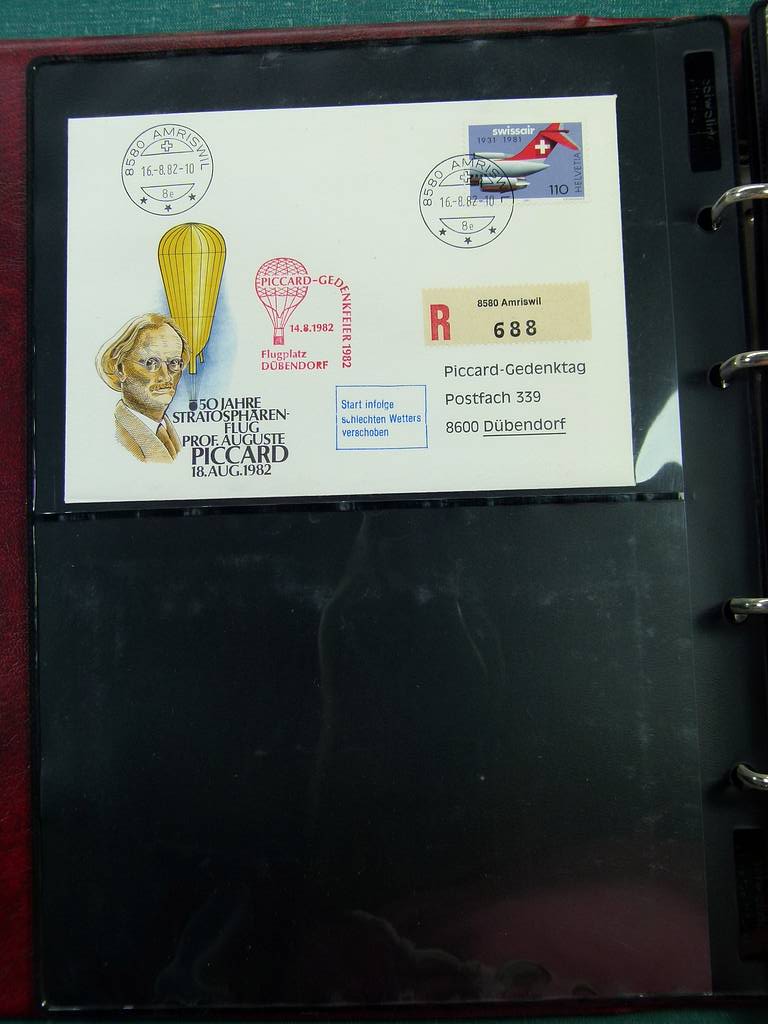 8580 AMRISWIL
16.-8.82-10
8e
swissair
1931 1981
HELVETIA
110
8580 AMRISWIL
16.-8.82-10
8e
PICCARD-GEDENKFEIER 1982
14.8.1982
Flugplatz
DÜBENDORF
R
8580 Amriswil
688
Piccard-Gedenktag
Postfach 339
8600 Dübendorf
Start infolge
schlechten Wetters
verschoben
50 JAHRE
STRATOSPHÄREN-
FLUG
PROF. AUGUSTE
PICCARD
18. AUG. 1982